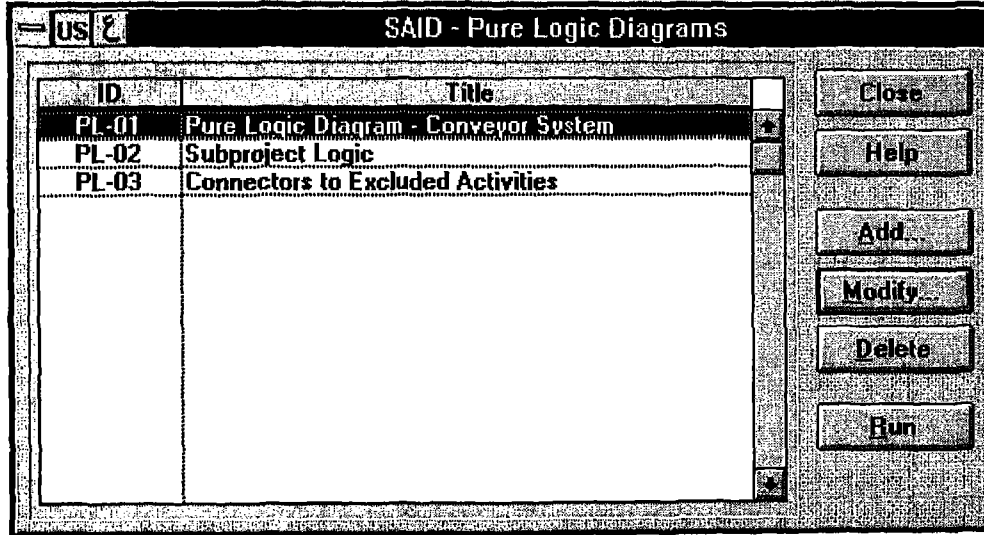 US
SAID - Pure Logic Diagrams
ID Title
PL-01 Pure Logic Diagram - Conveyor System
PL-02 Subproject Logic
PL-03 Connectors to Excluded Activities
Close
Help
Add...
Modify...
Delete
Run